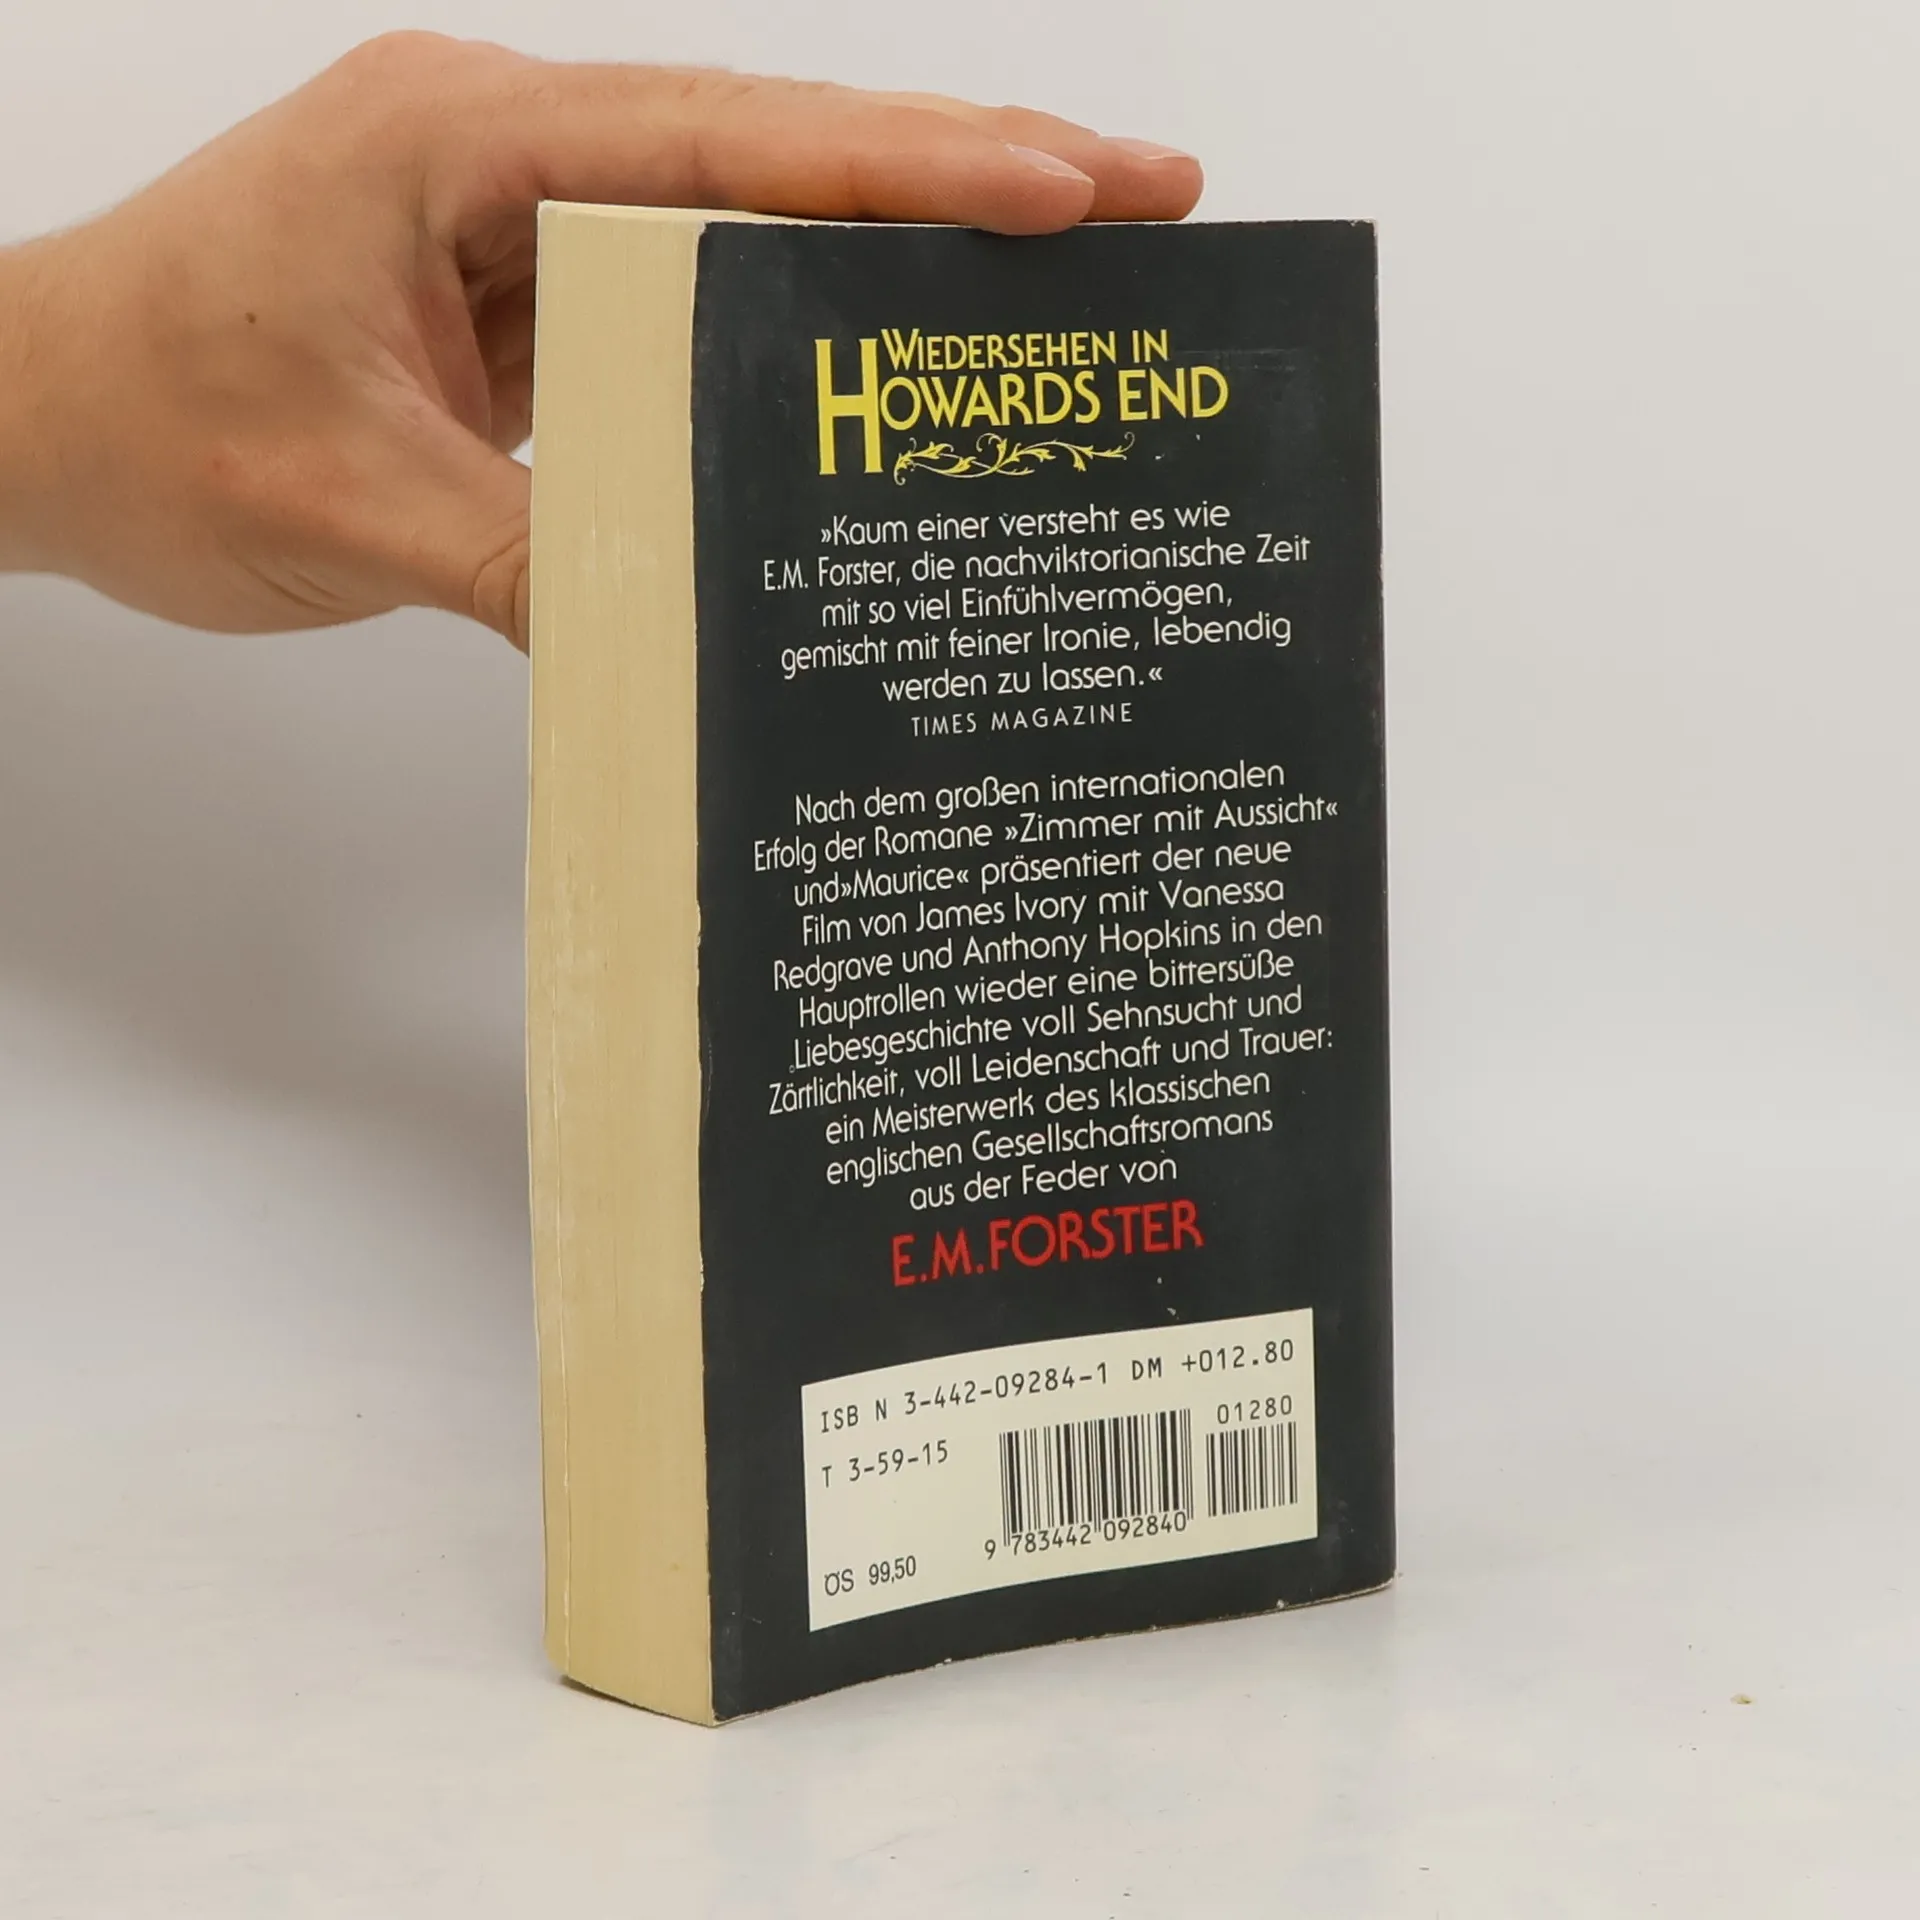 WIEDERSEHEN IN
HOWARDS END
»Kaum einer versteht es wie
E.M. Forster, die nachviktorianische Zeit
mit so viel Einfühlvermögen,
gemischt mit feiner Ironie, lebendig
werden zu lassen.«
TIMES MAGAZINE
Nach dem großen internationalen
Erfolg der Romane »Zimmer mit Aussicht«
und»Maurice« präsentiert der neue
Film von James Ivory mit Vanessa
Redgrave und Anthony Hopkins in den
Hauptrollen wieder eine bittersüße
Liebesgeschichte voll Sehnsucht und
Zärtlichkeit, voll Leidenschaft und Trauer:
ein Meisterwerk des klassischen
englischen Gesellschaftsromans
aus der Feder von
E.M.FORSTER
ISB N 3-442-09284-1 DM +012.80
T 3-59-15
01280
9 783442 092840
ÖS 99,50